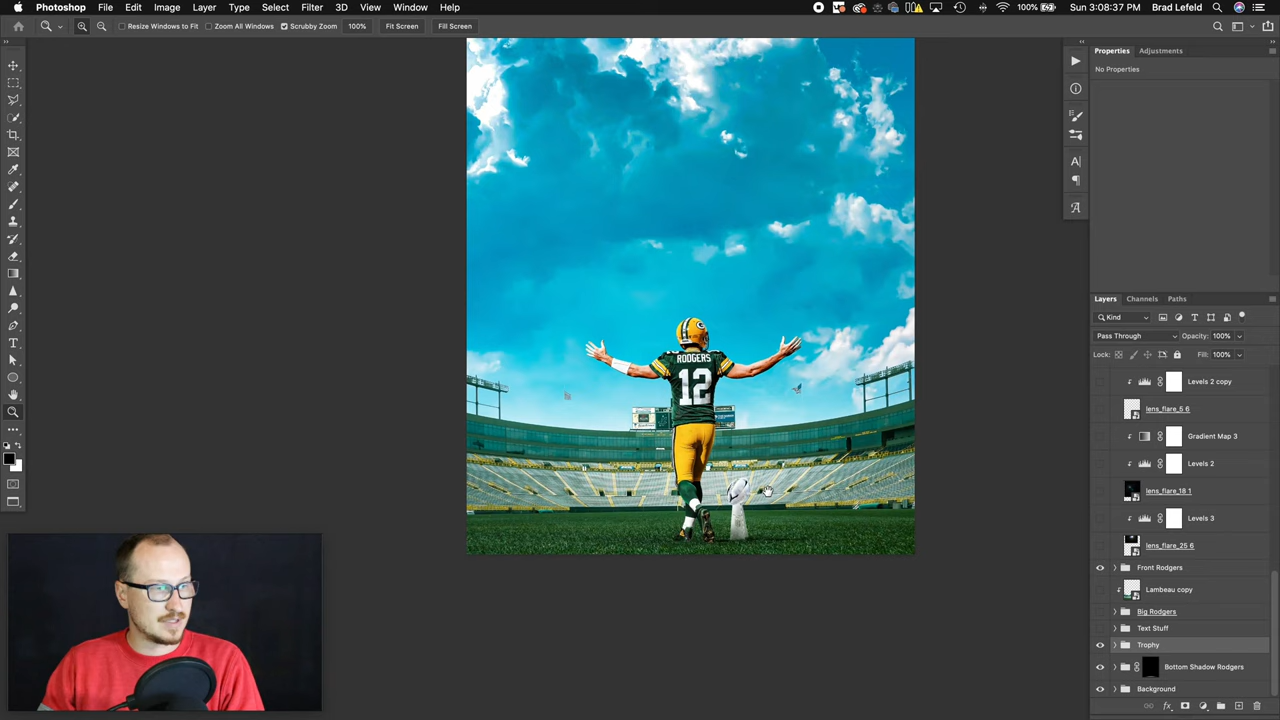 Photoshop File Edit Image Layer Type Select Filter 3D View Window Help 100% Sun 3:08:37 PM Brad Lefeld
Resize Windows to Fit Zoom All Windows Scrubby Zoom 100% Fit Screen Fill Screen
Properties Adjustments
No Properties
Layers Channels Paths
Kind
Pass Through Opacity: 100%
Lock: Fill: 100%
Levels 2 copy
lens_flare_5 6
Gradient Map 3
Levels 2
lens_flare_18 1
Levels 3
lens_flare_25 6
Front Rodgers
Lambeau copy
Big Rodgers
Text Stuff
Trophy
Bottom Shadow Rodgers
Background
RODGERS
12
G